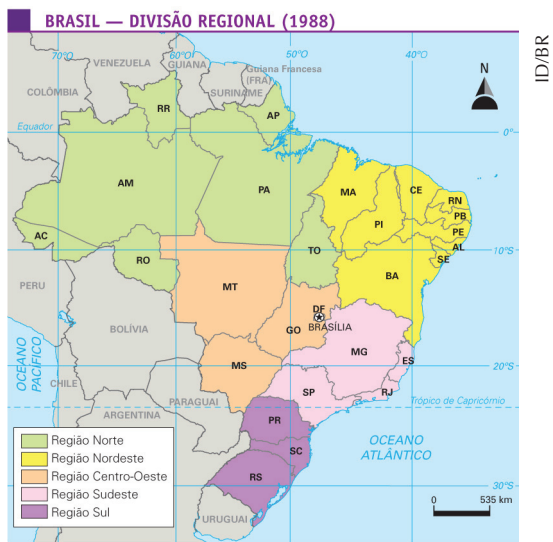 BRASIL — DIVISÃO REGIONAL (1988)
ID/BR
70°O
60°O
50°O
40°O
VENEZUELA
GUIANA
Guiana Francesa
(FRA)
SURINAME
COLÔMBIA
N
RR
AP
Equador
0°
AM
PA
MA
CE
RN
PB
PI
PE
AC
AL
TO
SE
10°S
RO
BA
MT
PERU
DF
BRASÍLIA
GO
BOLÍVIA
MG
ES
OCEANO
PACÍFICO
MS
20°S
CHILE
SP
RJ
PARAGUAI
Trópico de Capricórnio
ARGENTINA
PR
OCEANO
ATLÂNTICO
SC
RS
30°S
URUGUAI
Região Norte
Região Nordeste
Região Centro-Oeste
Região Sudeste
Região Sul
0 535 km